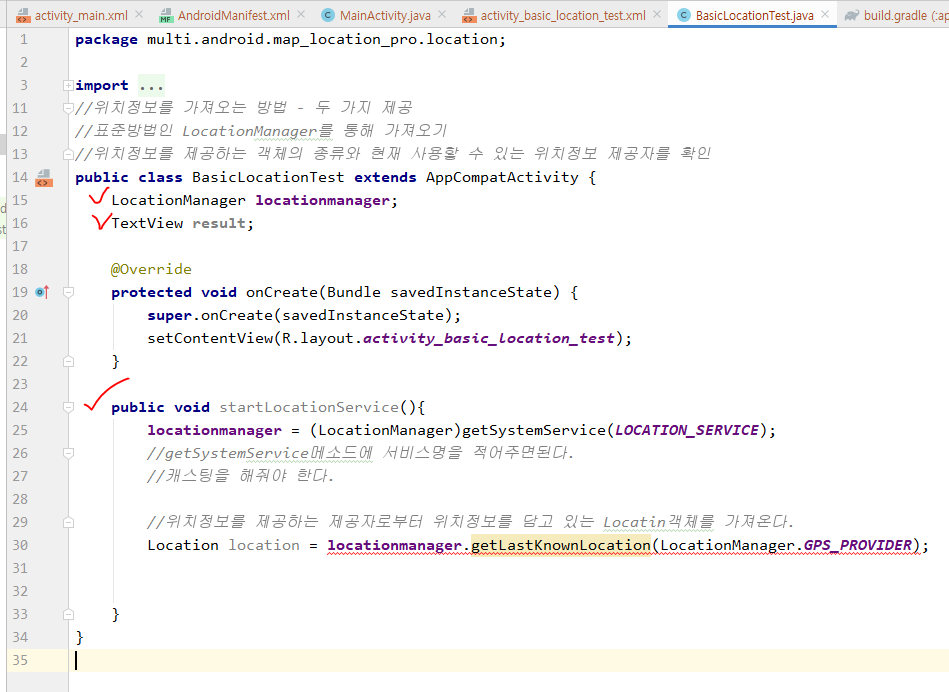 activity_main.xml AndroidManifest.xml MainActivity.java activity_basic_location_test.xml BasicLocationTest.java build.gradle (:ap
1 package multi.android.map_location_pro.location;
2
3 import ...
11 //위치정보를 가져오는 방법 - 두 가지 제공
12 //표준방법인 LocationManager를 통해 가져오기
13 //위치정보를 제공하는 객체의 종류와 현재 사용할 수 있는 위치정보 제공자를 확인
14 public class BasicLocationTest extends AppCompatActivity {
15 LocationManager locationmanager;
16 TextView result;
17
18 @Override
19 protected void onCreate(Bundle savedInstanceState) {
20 super.onCreate(savedInstanceState);
21 setContentView(R.layout.activity_basic_location_test);
22 }
23
24 public void startLocationService(){
25 locationmanager = (LocationManager)getSystemService(LOCATION_SERVICE);
26 //getSystemService메소드에 서비스명을 적어주면된다.
27 //캐스팅을 해줘야 한다.
28
29 //위치정보를 제공하는 제공자로부터 위치정보를 담고 있는 Locatin객체를 가져온다.
30 Location location = locationmanager.getLastKnownLocation(LocationManager.GPS_PROVIDER);
31
32
33 }
34 }
35